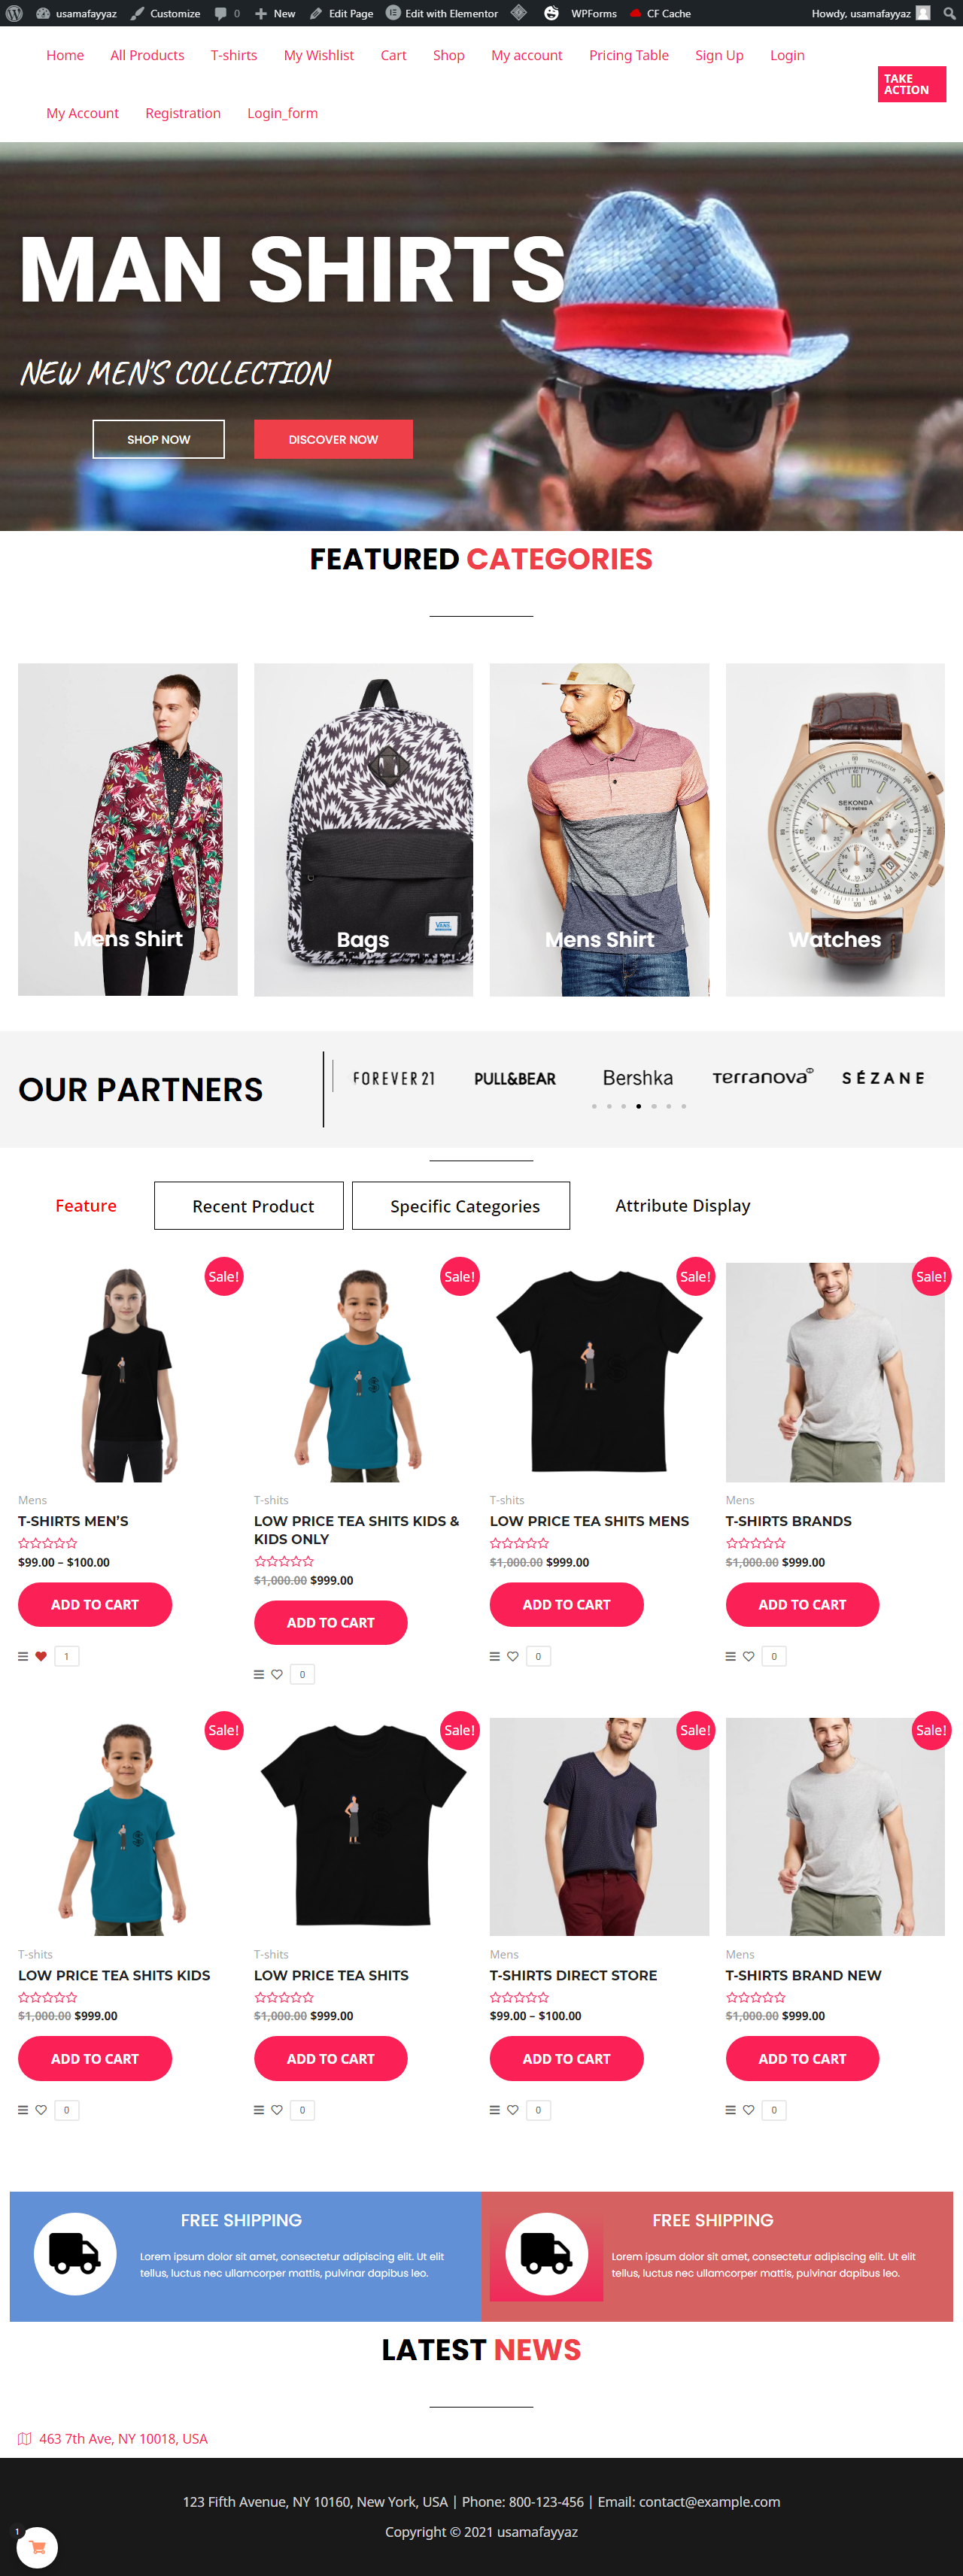 usamafayyaz Customize 0 New Edit Page Edit with Elementor WPForms CF Cache Howdy, usamafayyaz
Home All Products T-shirts My Wishlist Cart Shop My account Pricing Table Sign Up Login
TAKE
ACTION
My Account Registration Login_form
MAN SHIRTS
NEW MEN'S COLLECTION
SHOP NOW DISCOVER NOW
FEATURED CATEGORIES
SEKONDA
50 metres
TACHYMETER
VANS
Mens Shirt Bags Mens Shirt Watches
OUR PARTNERS
FOREVER 21 PULL&BEAR Bershka Terranova SÉZANE
Feature Recent Product Specific Categories Attribute Display
Sale! Sale! Sale! Sale!
Mens T-shits T-shits Mens
T-SHIRTS MEN'S LOW PRICE TEA SHITS KIDS & LOW PRICE TEA SHITS MENS T-SHIRTS BRANDS
KIDS ONLY
$99.00 – $100.00 $1,000.00 $999.00 $1,000.00 $999.00 $1,000.00 $999.00
ADD TO CART ADD TO CART ADD TO CART ADD TO CART
1 0 0 0
Sale! Sale! Sale! Sale!
T-shits T-shits Mens Mens
LOW PRICE TEA SHITS KIDS LOW PRICE TEA SHITS T-SHIRTS DIRECT STORE T-SHIRTS BRAND NEW
$1,000.00 $999.00 $1,000.00 $999.00 $99.00 – $100.00 $1,000.00 $999.00
ADD TO CART ADD TO CART ADD TO CART ADD TO CART
0 0 0 0
FREE SHIPPING FREE SHIPPING
Lorem ipsum dolor sit amet, consectetur adipiscing elit. Ut elit Lorem ipsum dolor sit amet, consectetur adipiscing elit. Ut elit
tellus, luctus nec ullamcorper mattis, pulvinar dapibus leo. tellus, luctus nec ullamcorper mattis, pulvinar dapibus leo.
LATEST NEWS
463 7th Ave, NY 10018, USA
123 Fifth Avenue, NY 10160, New York, USA | Phone: 800-123-456 | Email: contact@example.com
Copyright © 2021 usamafayyaz
1